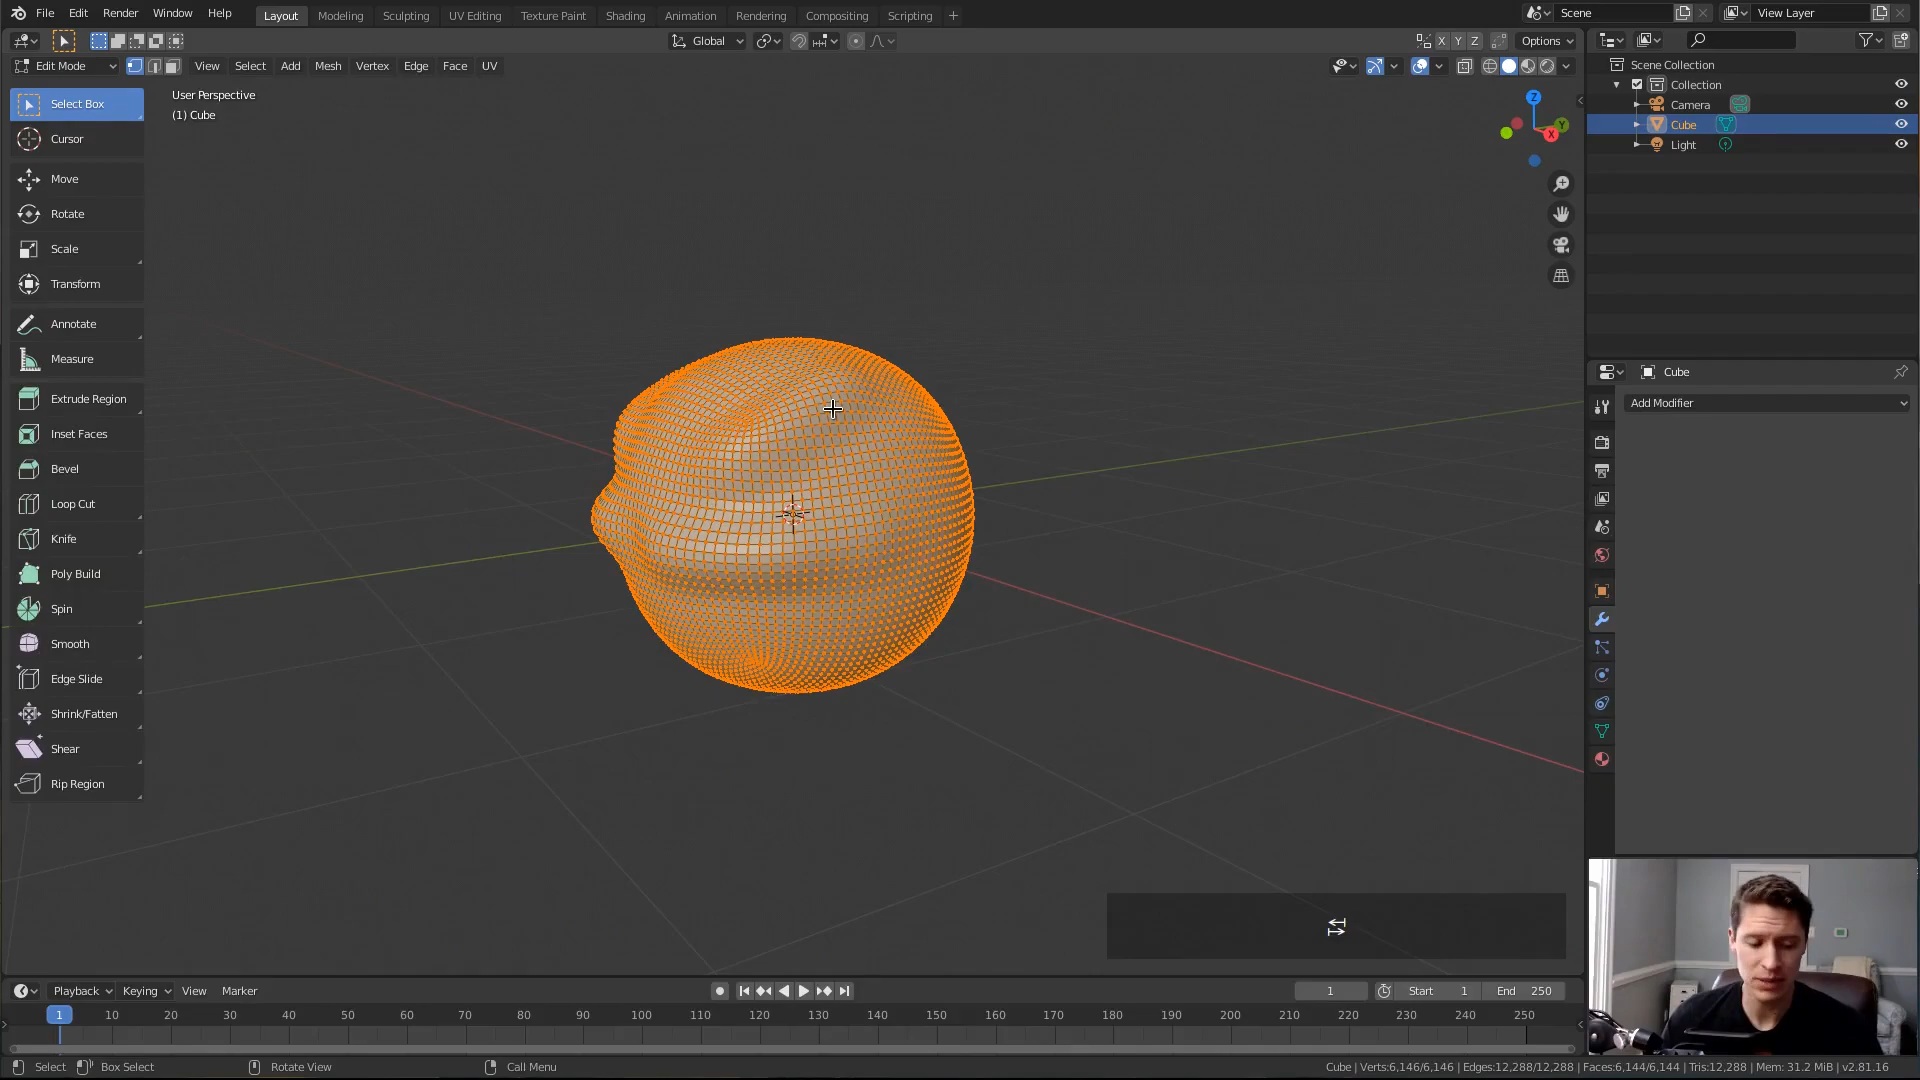 File Edit Render Window Help Layout Modeling Sculpting UV Editing Texture Paint Shading Animation Rendering Compositing Scripting + Scene View Layer
Global X Y Z Options
Edit Mode View Select Add Mesh Vertex Edge Face UV
User Perspective
(1) Cube
Select Box
Cursor
Move
Rotate
Scale
Transform
Annotate
Measure
Extrude Region
Inset Faces
Bevel
Loop Cut
Knife
Poly Build
Spin
Smooth
Edge Slide
Shrink/Fatten
Shear
Rip Region
Z
Y
X
Scene Collection
Collection
Camera
Cube
Light
Cube
Add Modifier
Playback Keying View Marker 1 Start 1 End 250
1 10 20 30 40 50 60 70 80 90 100 110 120 130 140 150 160 170 180 190 200 210 220 230 240 250
Select Box Select Rotate View Call Menu Cube | Verts:6,146/6,146 | Edges:12,288/12,288 | Faces:6,144/6,144 | Tris:12,288 | Mem: 31.2 MiB | v2.81.16